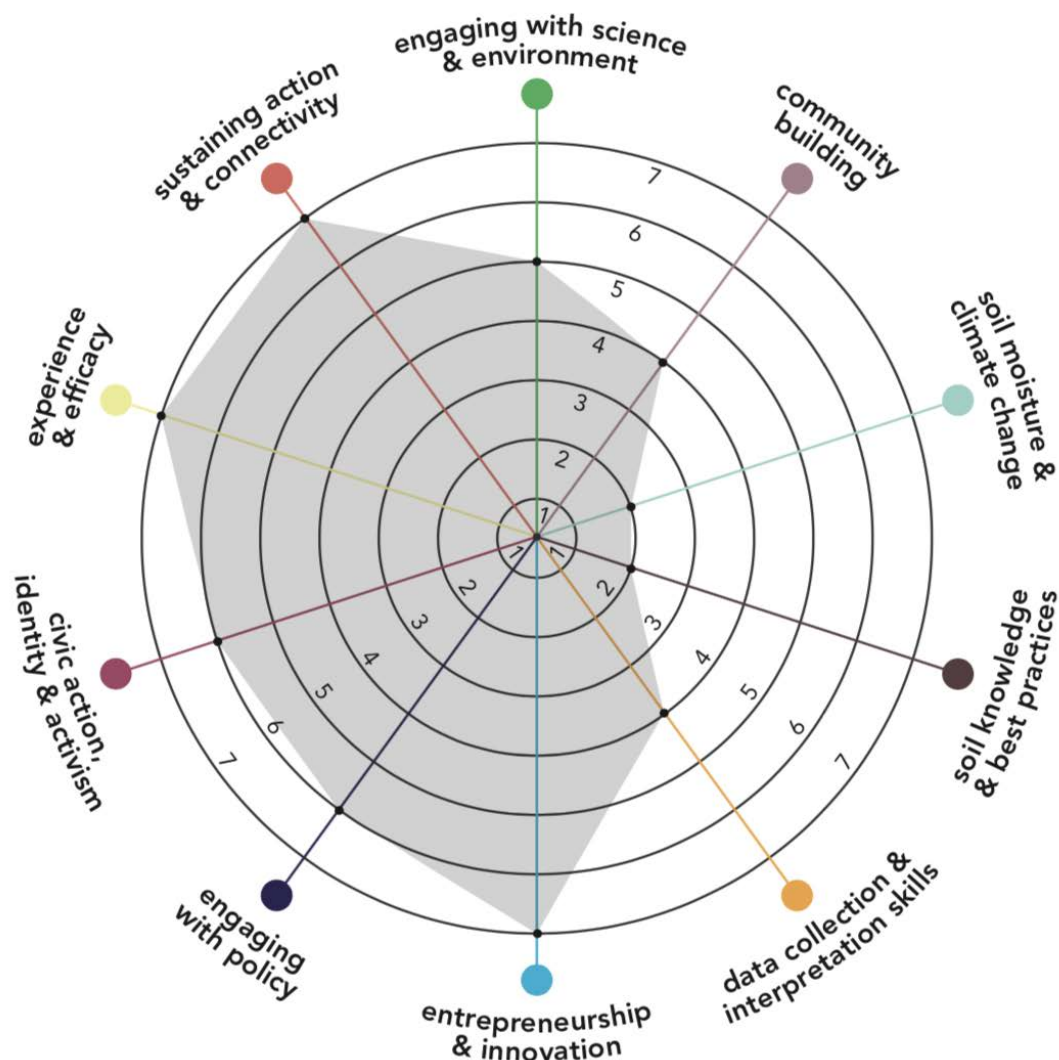 engaging with science
& environment
community
building
soil moisture &
climate change
soil knowledge
& best practices
data collection &
interpretation skills
entrepreneurship
& innovation
engaging
with policy
civic action,
identity & activism
experience
& efficacy
sustaining action
& connectivity
7
6
5
4
3
2
1
1
2
3
4
5
6
7
1
2
3
4
5
6
7